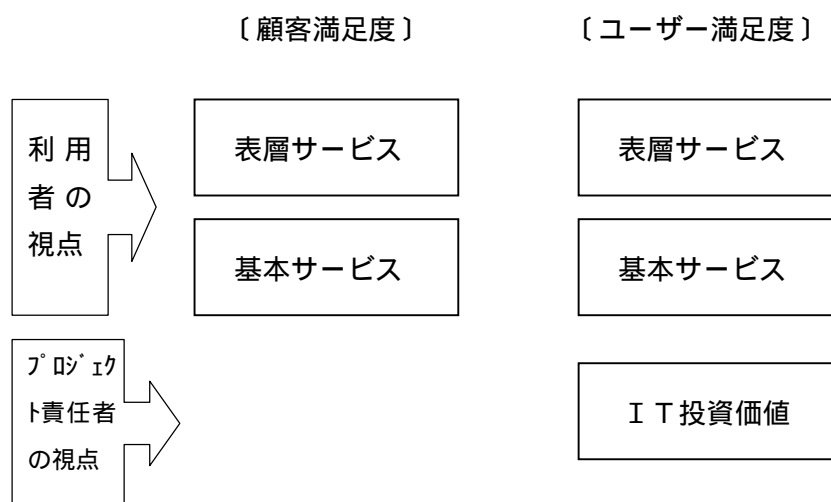 〔顧客満足度〕
〔ユーザー満足度〕
利用
者の
視点
表層サービス
表層サービス
基本サービス
基本サービス
ﾌﾟﾛｼﾞｪｸ
ﾄ責任者
の視点
ＩＴ投資価値